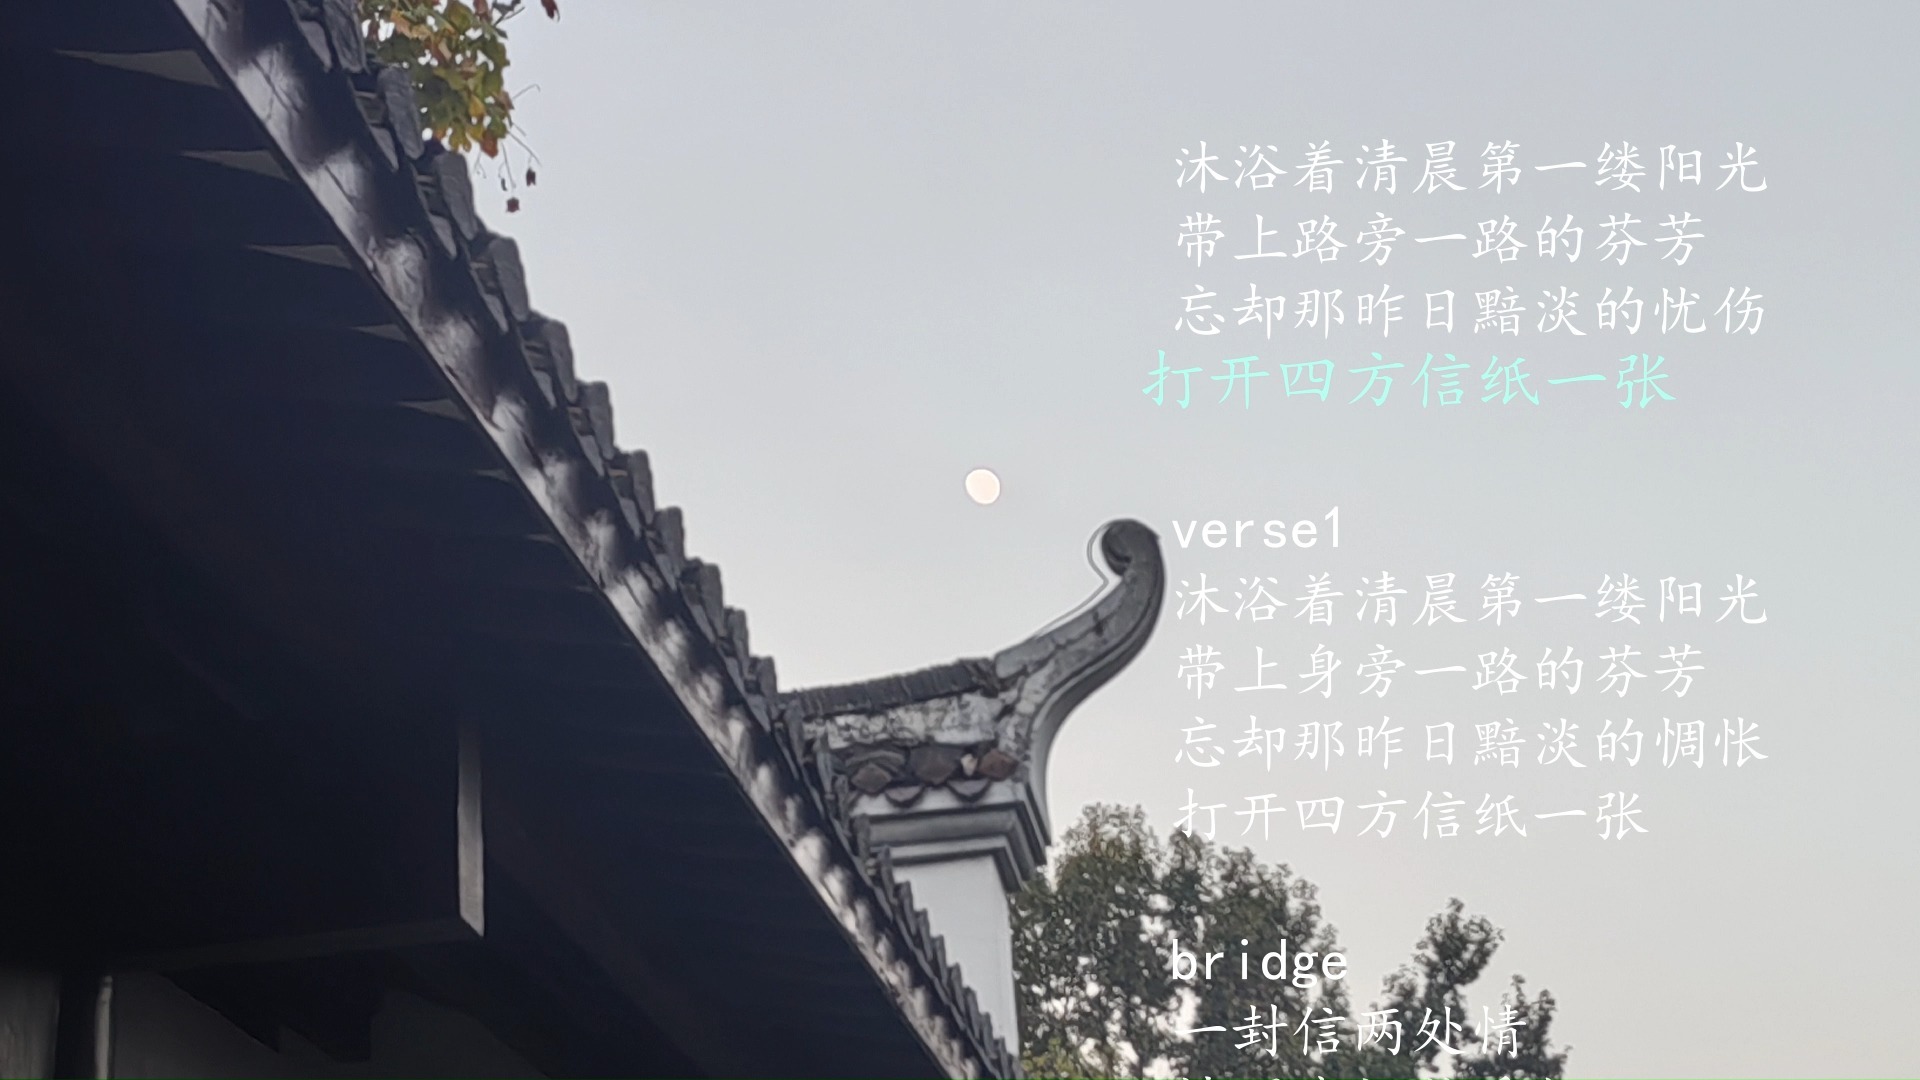 沐浴着清晨第一缕阳光
带上路旁一路的芬芳
忘却那昨日黯淡的忧伤
打开四方信纸一张
verse1
沐浴着清晨第一缕阳光
带上身旁一路的芬芳
忘却那昨日黯淡的惆怅
打开四方信纸一张
bridge
一封信两处情